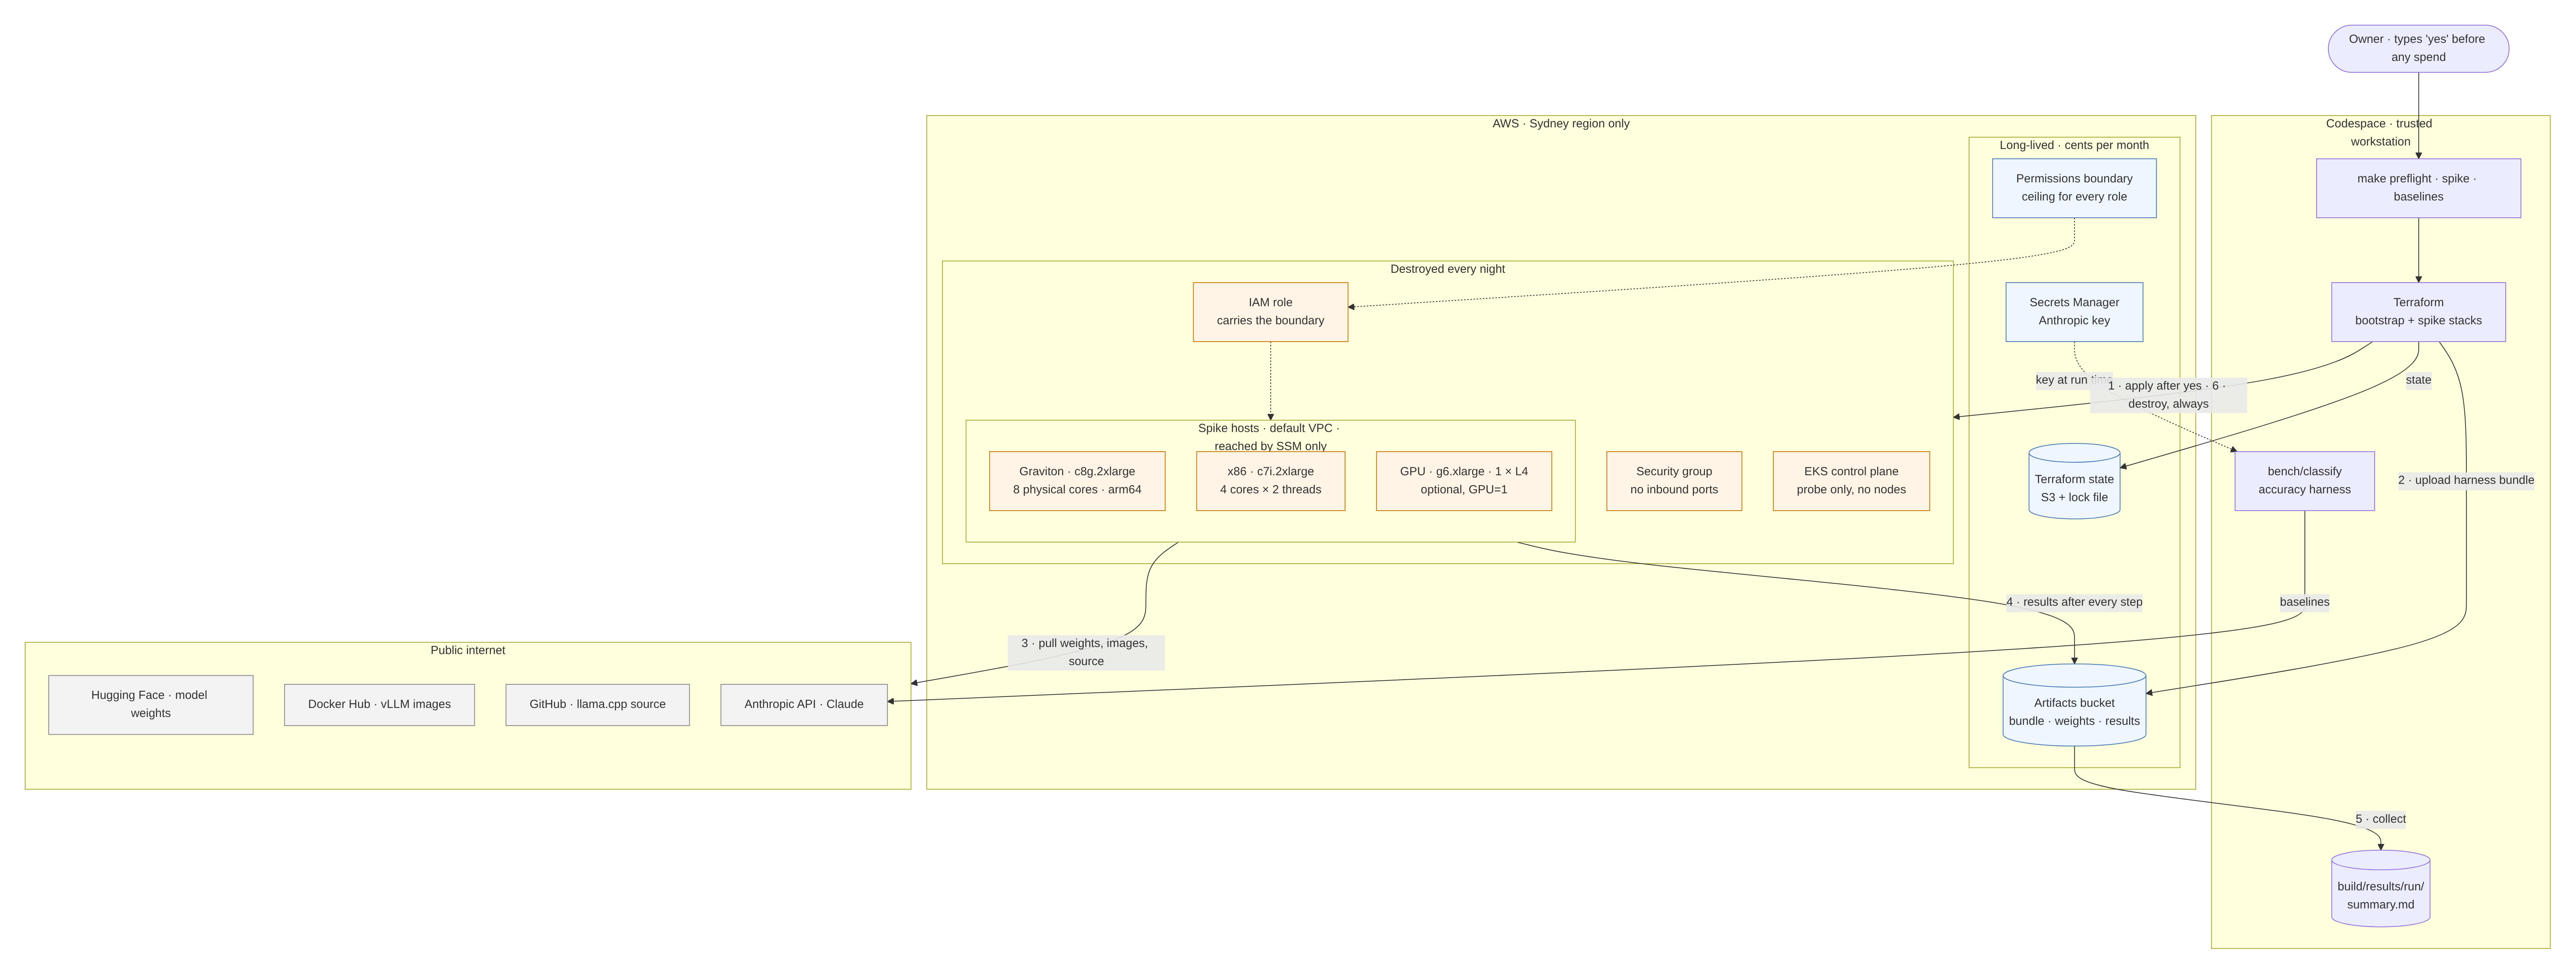 Owner · types 'yes' before
any spend
AWS · Sydney region only
Codespace · trusted
workstation
Long-lived · cents per month
Permissions boundary
ceiling for every role
make preflight · spike ·
baselines
Destroyed every night
IAM role
carries the boundary
Secrets Manager
Anthropic key
Terraform
bootstrap + spike stacks
key at run time
1 · apply after yes · 6 ·
destroy, always
state
Spike hosts · default VPC ·
reached by SSM only
Graviton · c8g.2xlarge
8 physical cores · arm64
x86 · c7i.2xlarge
4 cores × 2 threads
GPU · g6.xlarge · 1 × L4
optional, GPU=1
Security group
no inbound ports
EKS control plane
probe only, no nodes
Terraform state
S3 + lock file
bench/classify
accuracy harness
2 · upload harness bundle
4 · results after every step
baselines
3 · pull weights, images,
source
Public internet
Hugging Face · model
weights
Docker Hub · vLLM images
GitHub · llama.cpp source
Anthropic API · Claude
Artifacts bucket
bundle · weights · results
5 · collect
build/results/run/
summary.md